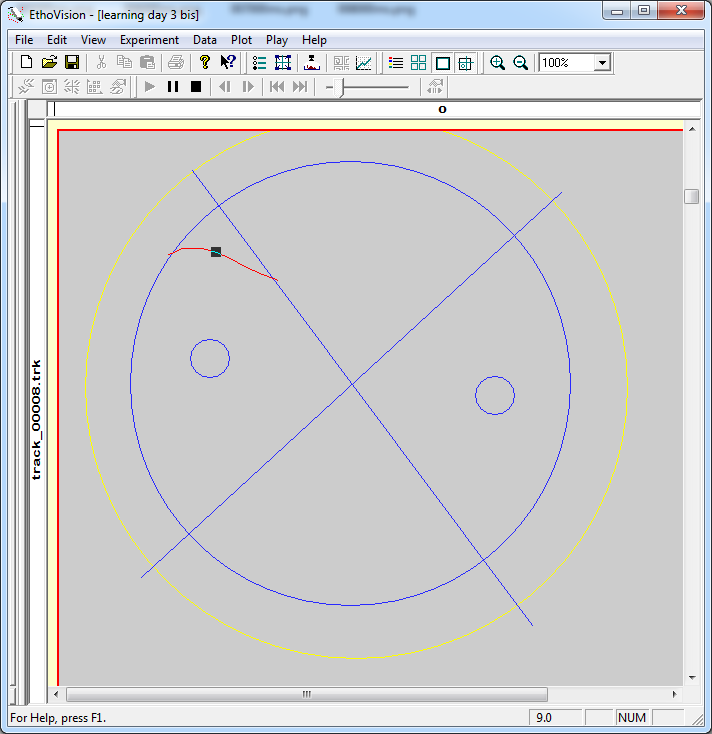 EthoVision - [learning day 3 bis]
File Edit View Experiment Data Plot Play Help
100%
0
track_00008.trk
For Help, press F1.
9.0
NUM